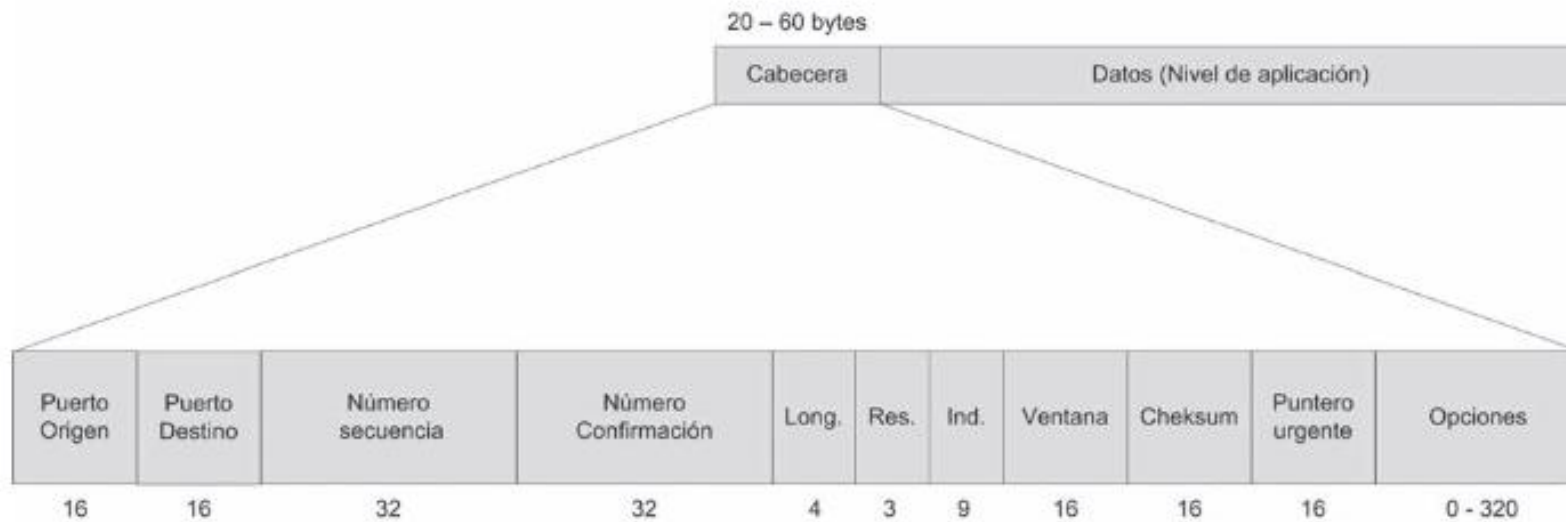 20 – 60 bytes
Cabecera
Datos (Nivel de aplicación)
Puerto
Origen
Puerto
Destino
Número
secuencia
Número
Confirmación
Long.
Res.
Ind.
Ventana
Cheksum
Puntero
urgente
Opciones
16
16
32
32
4
3
9
16
16
16
0 - 320